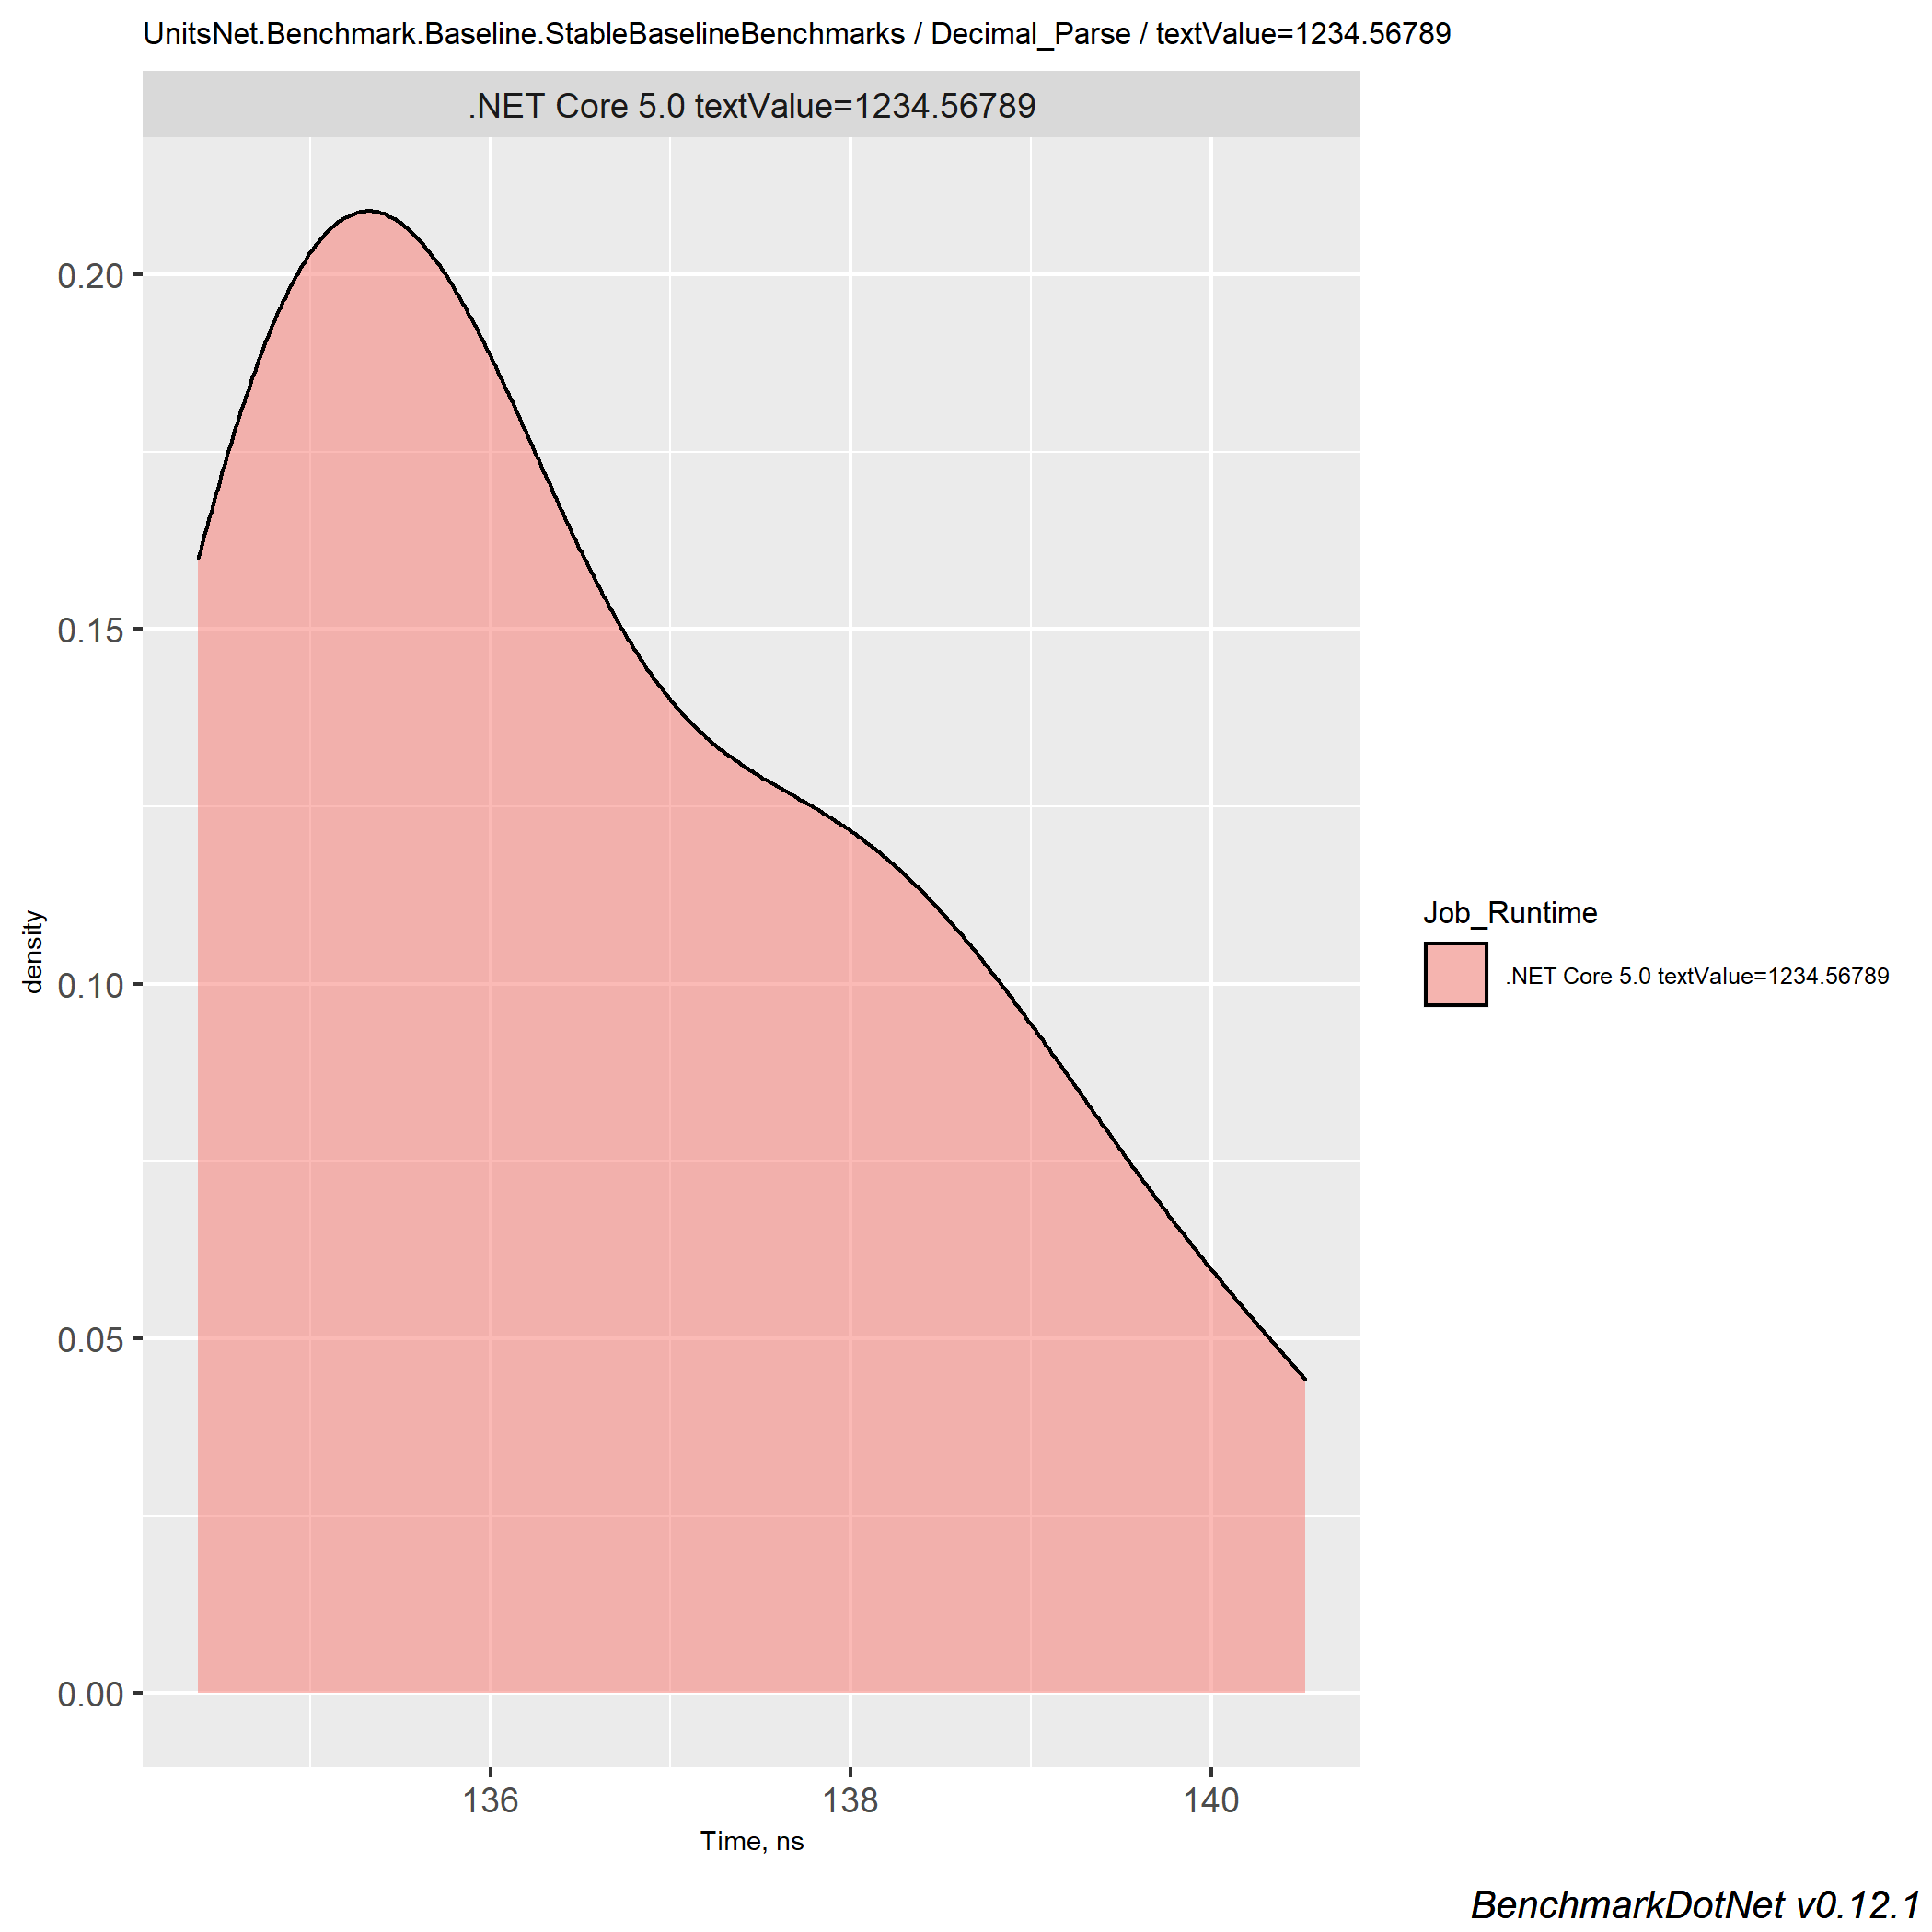 UnitsNet.Benchmark.Baseline.StableBaselineBenchmarks / Decimal_Parse / textValue=1234.56789
.NET Core 5.0 textValue=1234.56789
0.20
0.15
0.10
0.05
0.00
density
136 138 140
Time, ns
Job_Runtime
.NET Core 5.0 textValue=1234.56789
BenchmarkDotNet v0.12.1